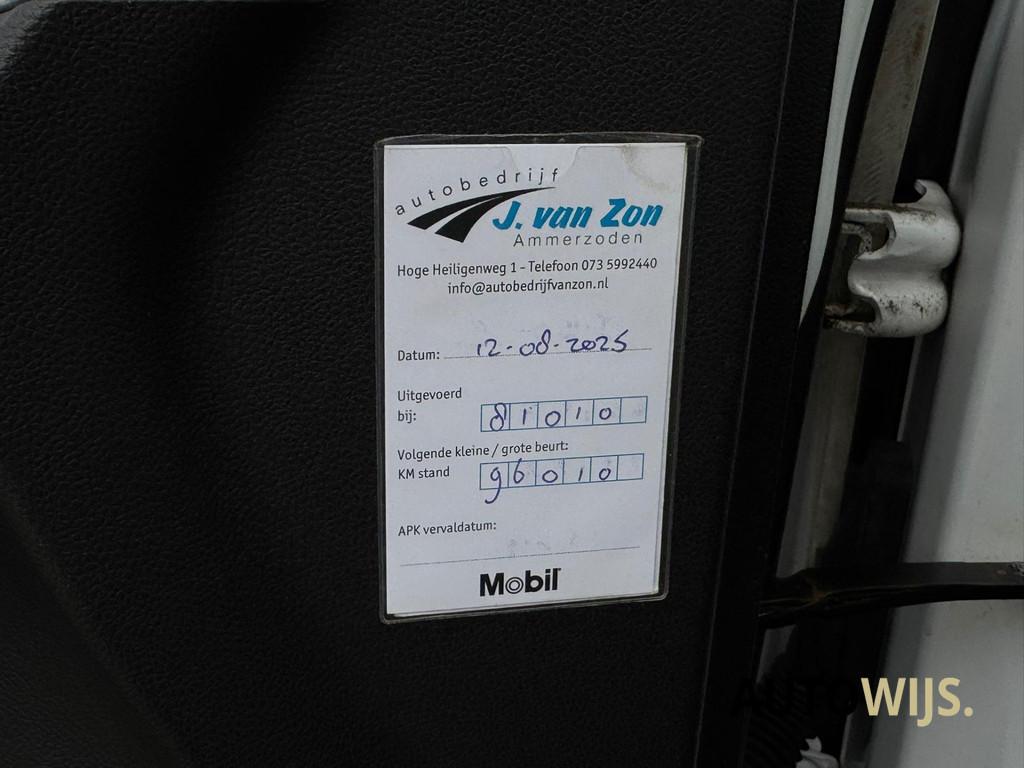 autobedrijf
J. van Zon
Ammerzoden
Hoge Heiligenweg 1 - Telefoon 073 5992440
info@autobedrijfvanzon.nl
Datum: 12-08-2025
Uitgevoerd
bij: 81010
Volgende kleine / grote beurt:
KM stand 96010
APK vervaldatum:
Mobil
AUTOWIJS.